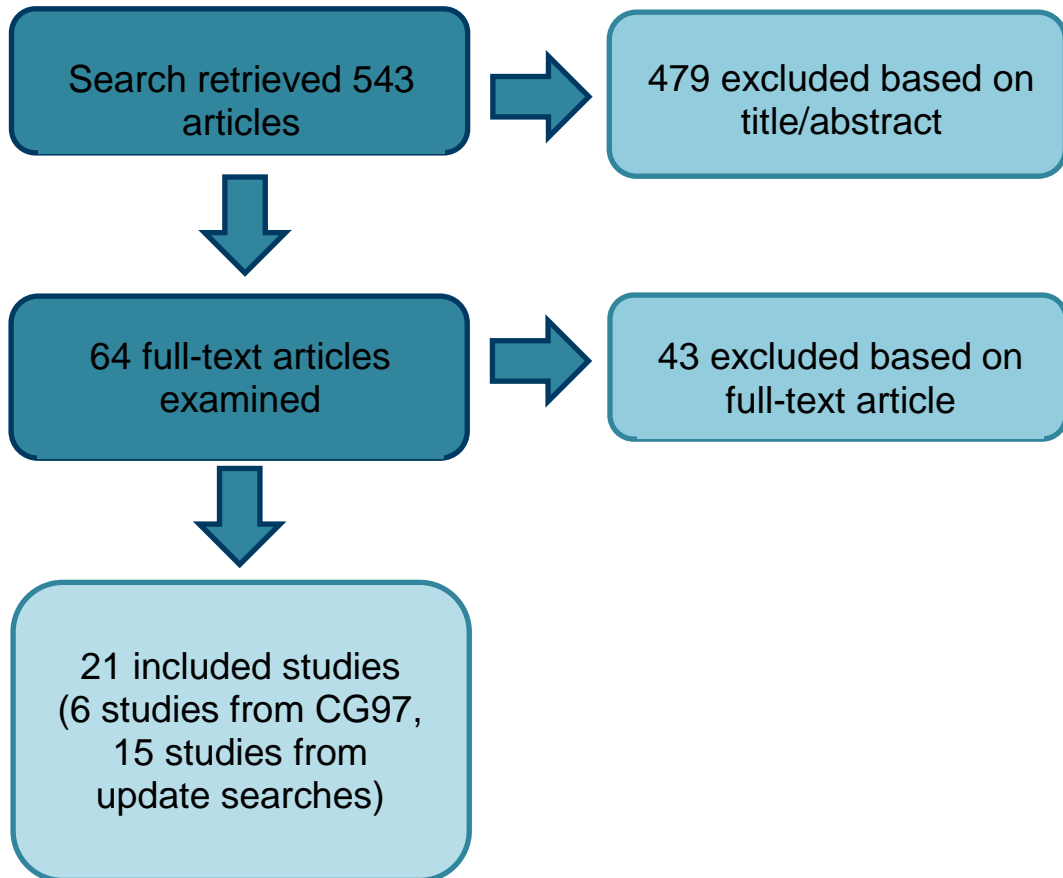 Search retrieved 543
articles
479 excluded based on
title/abstract
64 full-text articles
examined
43 excluded based on
full-text article
21 included studies
(6 studies from CG97,
15 studies from
update searches)